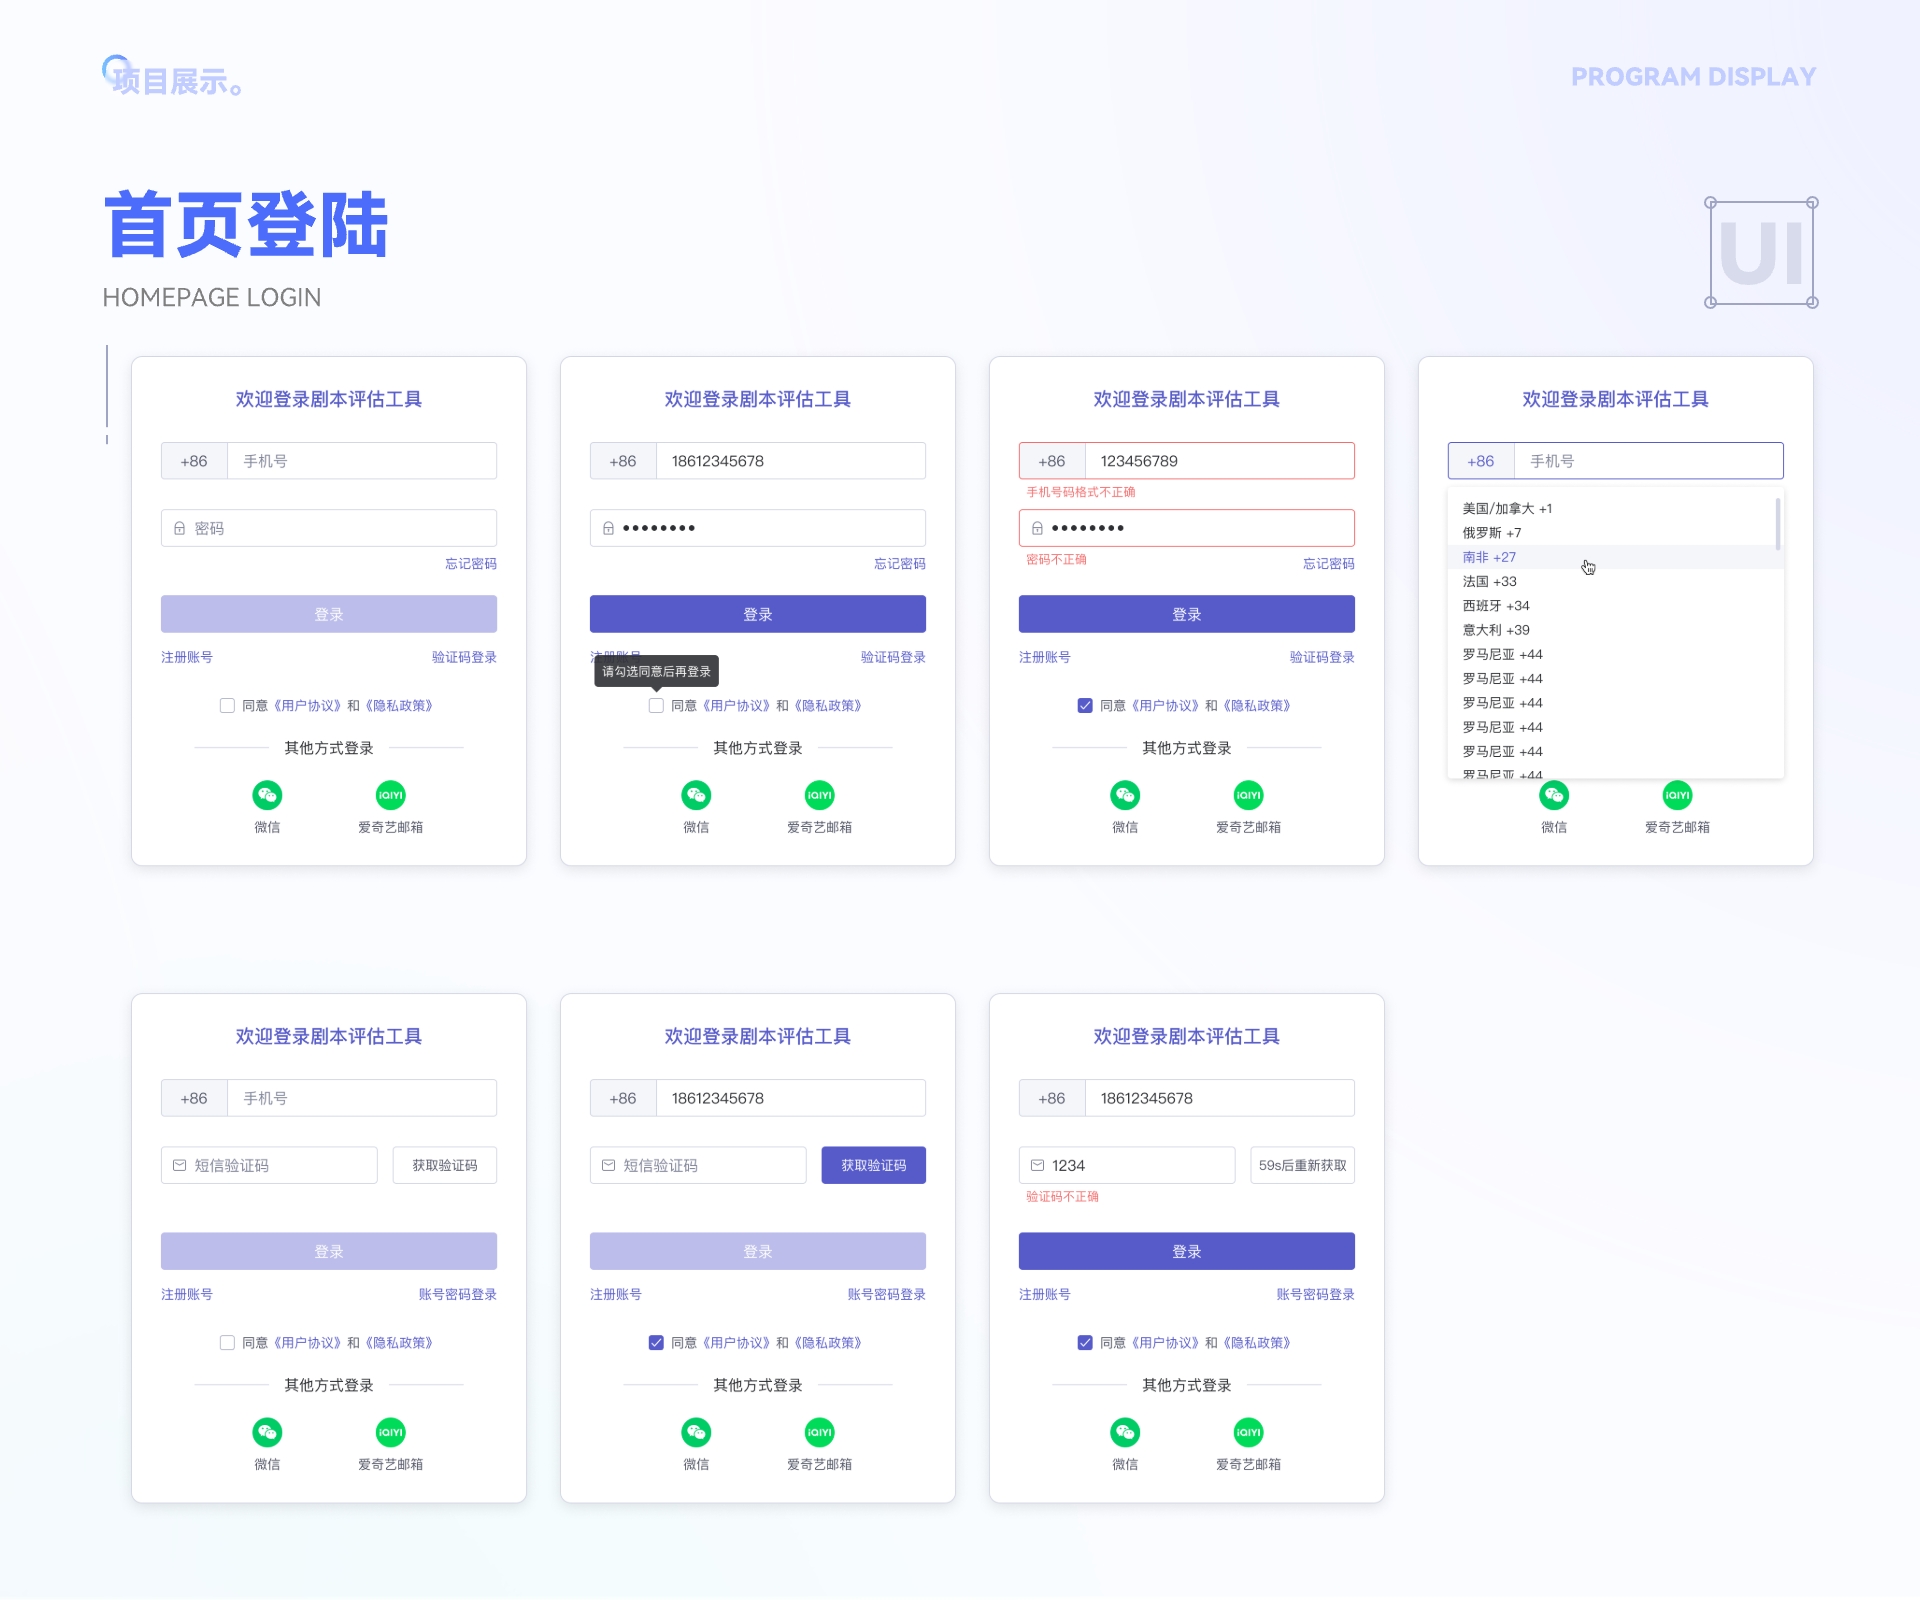 项目展示。
PROGRAM DISPLAY
首页登陆
HOMEPAGE LOGIN
UI
欢迎登录剧本评估工具
+86 手机号
密码
忘记密码
登录
注册账号 验证码登录
同意《用户协议》和《隐私政策》
其他方式登录
微信 iQIYI 爱奇艺邮箱
欢迎登录剧本评估工具
+86 18612345678
••••••••
忘记密码
登录
注册账号 验证码登录
请勾选同意后再登录
同意《用户协议》和《隐私政策》
其他方式登录
微信 iQIYI 爱奇艺邮箱
欢迎登录剧本评估工具
+86 123456789
手机号码格式不正确
••••••••
密码不正确 忘记密码
登录
注册账号 验证码登录
同意《用户协议》和《隐私政策》
其他方式登录
微信 iQIYI 爱奇艺邮箱
欢迎登录剧本评估工具
+86 手机号
美国/加拿大 +1
俄罗斯 +7
南非 +27
法国 +33
西班牙 +34
意大利 +39
罗马尼亚 +44
罗马尼亚 +44
罗马尼亚 +44
罗马尼亚 +44
罗马尼亚 +44
罗马尼亚 +44
微信 iQIYI 爱奇艺邮箱
欢迎登录剧本评估工具
+86 手机号
短信验证码 获取验证码
登录
注册账号 账号密码登录
同意《用户协议》和《隐私政策》
其他方式登录
微信 iQIYI 爱奇艺邮箱
欢迎登录剧本评估工具
+86 18612345678
短信验证码 获取验证码
登录
注册账号 账号密码登录
同意《用户协议》和《隐私政策》
其他方式登录
微信 iQIYI 爱奇艺邮箱
欢迎登录剧本评估工具
+86 18612345678
1234 59s后重新获取
验证码不正确
登录
注册账号 账号密码登录
同意《用户协议》和《隐私政策》
其他方式登录
微信 iQIYI 爱奇艺邮箱